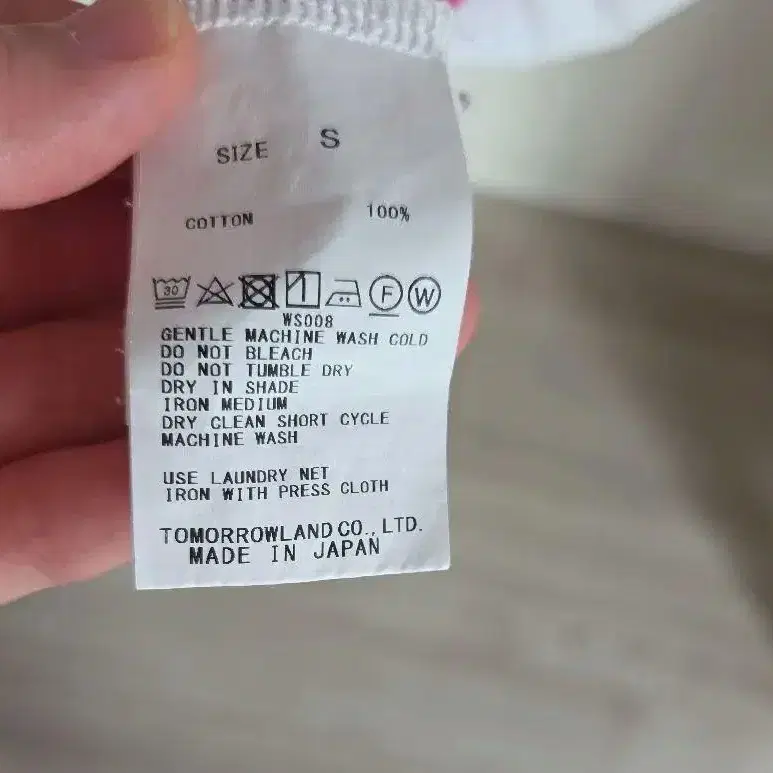 SIZE S
COTTON 100%
30 F W
WS008
GENTLE MACHINE WASH COLD
DO NOT BLEACH
DO NOT TUMBLE DRY
DRY IN SHADE
IRON MEDIUM
DRY CLEAN SHORT CYCLE
MACHINE WASH
USE LAUNDRY NET
IRON WITH PRESS CLOTH
TOMORROWLAND CO., LTD.
MADE IN JAPAN